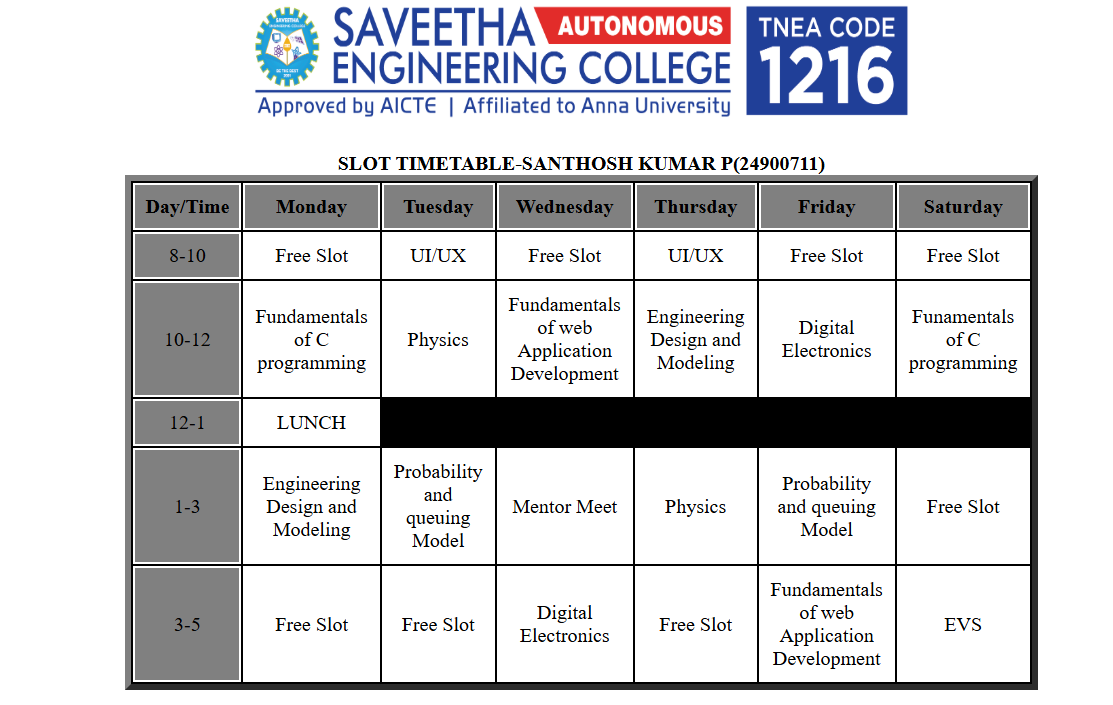 SAVEETHA AUTONOMOUS
ENGINEERING COLLEGE
Approved by AICTE | Affiliated to Anna University
TNEA CODE
1216
SAVEETHA
ENGINEERING COLLEGE
SLOT TIMETABLE-SANTHOSH KUMAR P(24900711)
Day/Time Monday Tuesday Wednesday Thursday Friday Saturday
8-10 Free Slot UI/UX Free Slot UI/UX Free Slot Free Slot
10-12
Fundamentals
of C
programming
Physics
Fundamentals
of web
Application
Development
Engineering
Design and
Modeling
Digital
Electronics
Funamentals
of C
programming
12-1 LUNCH
1-3
Engineering
Design and
Modeling
Probability
and
queuing
Model
Mentor Meet
Physics
Probability
and queuing
Model
Free Slot
3-5
Free Slot
Free Slot
Digital
Electronics
Free Slot
Fundamentals
of web
Application
Development
EVS